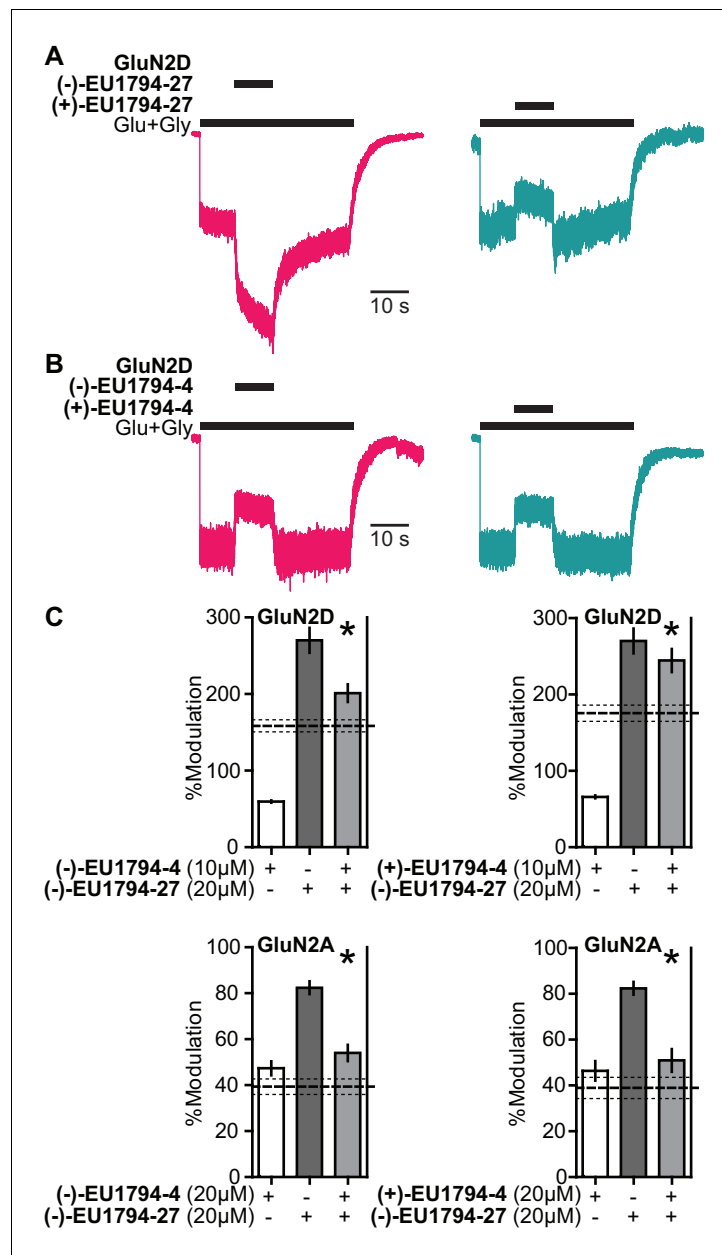 A
GluN2D
(-)-EU1794-27
(+)-EU1794-27
Glu+Gly
10 s
B
GluN2D
(-)-EU1794-4
(+)-EU1794-4
Glu+Gly
10 s
C
GluN2D *
300
200
100
0
%Modulation
(-)-EU1794-4 (10µM) + - +
(-)-EU1794-27 (20µM) - + +
GluN2D *
300
200
100
0
%Modulation
(+)-EU1794-4 (10µM) + - +
(-)-EU1794-27 (20µM) - + +
GluN2A *
100
80
60
40
20
0
%Modulation
(-)-EU1794-4 (20µM) + - +
(-)-EU1794-27 (20µM) - + +
GluN2A *
100
80
60
40
20
0
%Modulation
(+)-EU1794-4 (20µM) + - +
(-)-EU1794-27 (20µM) - + +